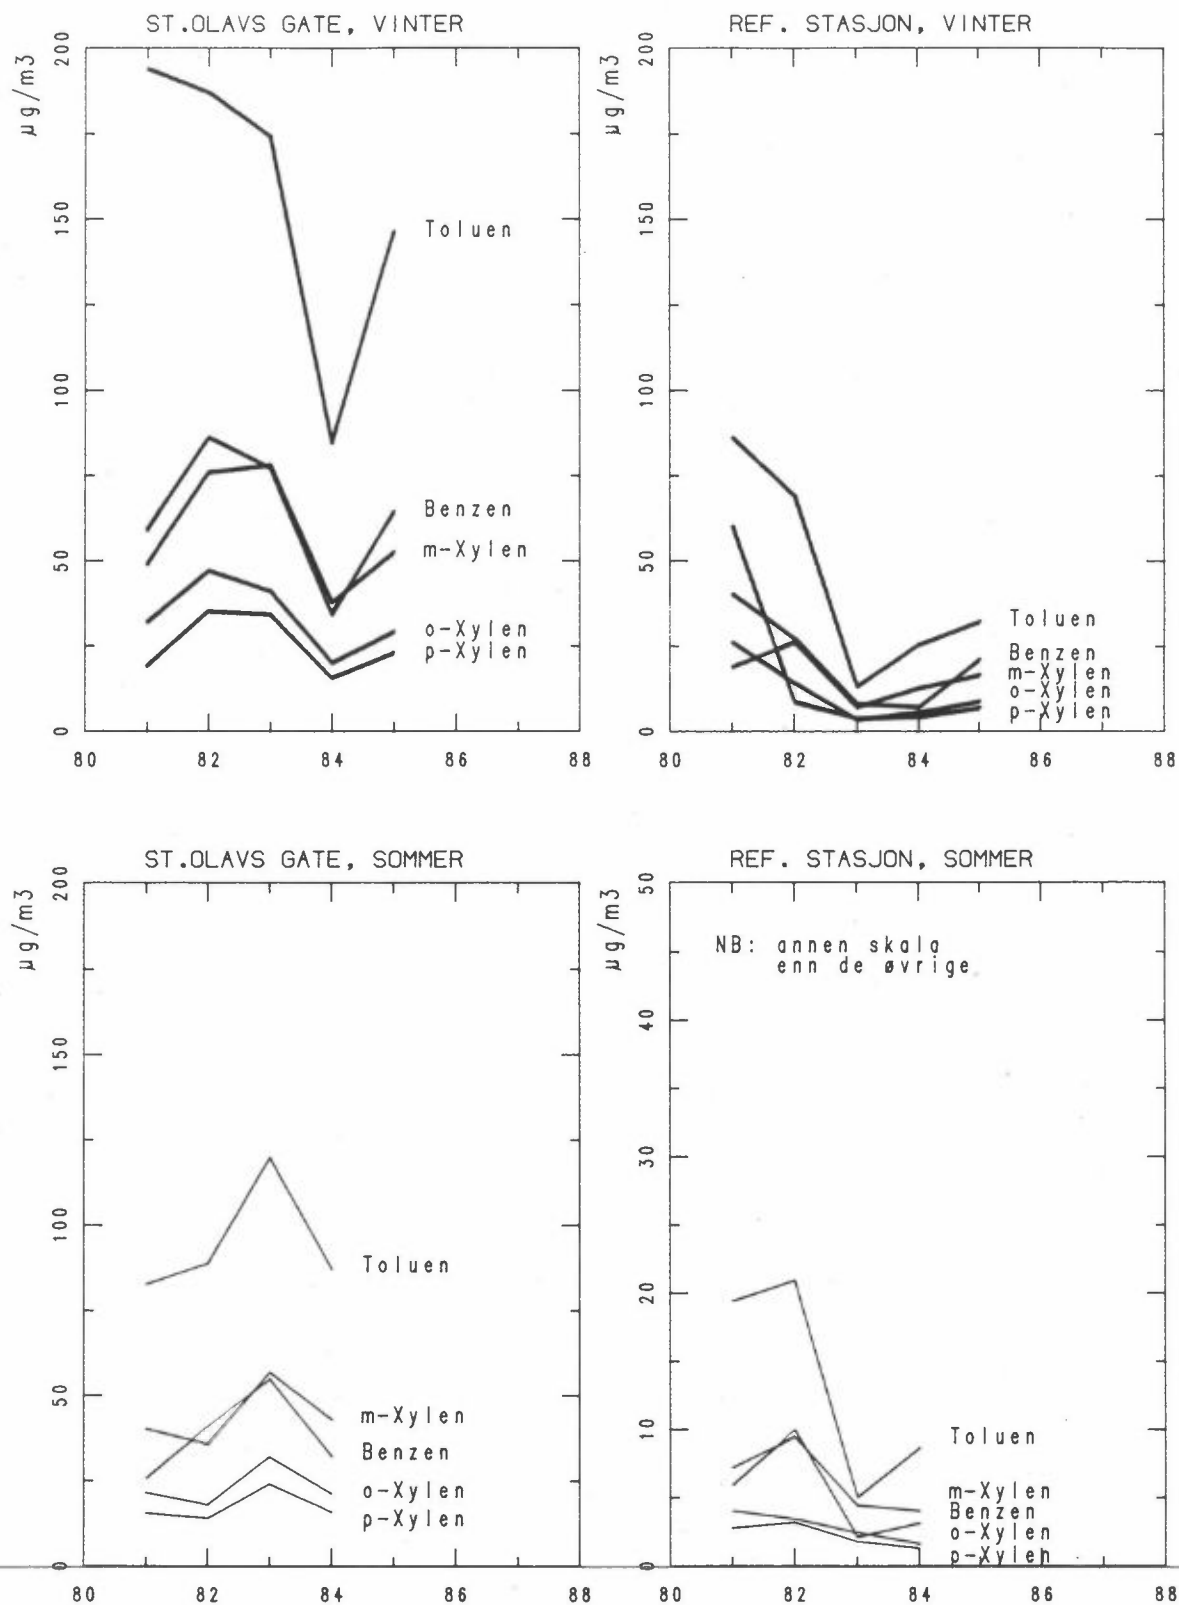 ST.OLAVS GATE, VINTER
µg/m3
200
150
100
50
0
80 82 84 86 88
Toluen
Benzen
m-Xylen
o-Xylen
p-Xylen
REF. STASJON, VINTER
µg/m3
200
150
100
50
0
80 82 84 86 88
Toluen
Benzen
m-Xylen
o-Xylen
p-Xylen
ST.OLAVS GATE, SOMMER
µg/m3
200
150
100
50
0
80 82 84 86 88
Toluen
m-Xylen
Benzen
o-Xylen
p-Xylen
REF. STASJON, SOMMER
µg/m3
50
40
30
20
10
0
80 82 84 86 88
NB: annen skala
enn de øvrige
Toluen
m-Xylen
Benzen
o-Xylen
p-Xylen